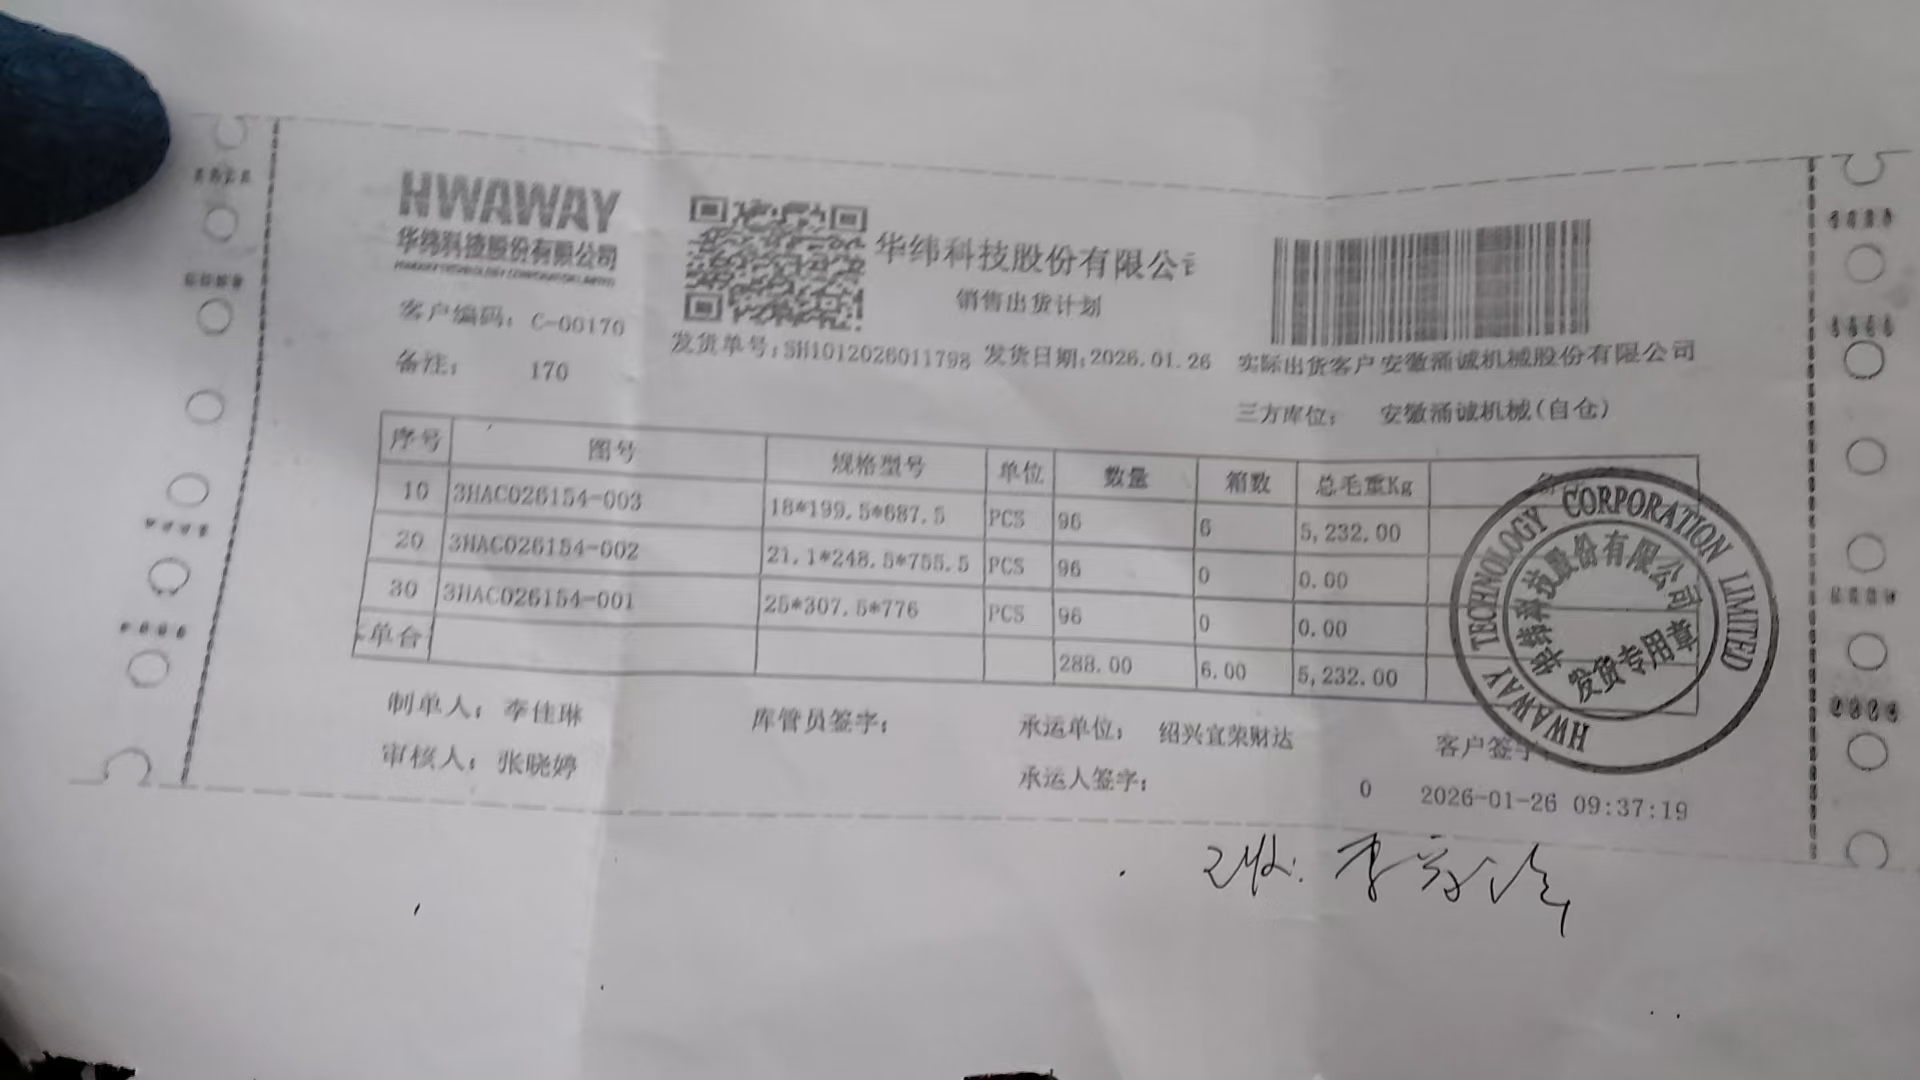 HWAWAY
华纬科技股份有限公司
HWAWAY TECHNOLOGY CORPORATION LIMITED
华纬科技股份有限公司
销售出货计划
客户编码: C-00170
备注: 170
发货单号:SH1012026011798 发货日期:2026.01.26
实际出货客户安徽涌诚机械股份有限公司
三方库位: 安徽涌诚机械(自仓)
序号 图号 规格型号 单位 数量 箱数 总毛重Kg
10 3HAC026154-003 18*199.5*687.5 PCS 96 6 5,232.00
20 3HAC026154-002 21.1*248.5*755.5 PCS 96 0 0.00
30 3HAC026154-001 25*307.5*776 PCS 96 0 0.00
单合 288.00 6.00 5,232.00
制单人: 李佳琳 库管员签字: 承运单位: 绍兴宜荣财达 客户签字
审核人: 张晓婷 承运人签字: 0 2026-01-26 09:37:19
HWAWAY TECHNOLOGY CORPORATION LIMITED
华纬科技股份有限公司
发货专用章